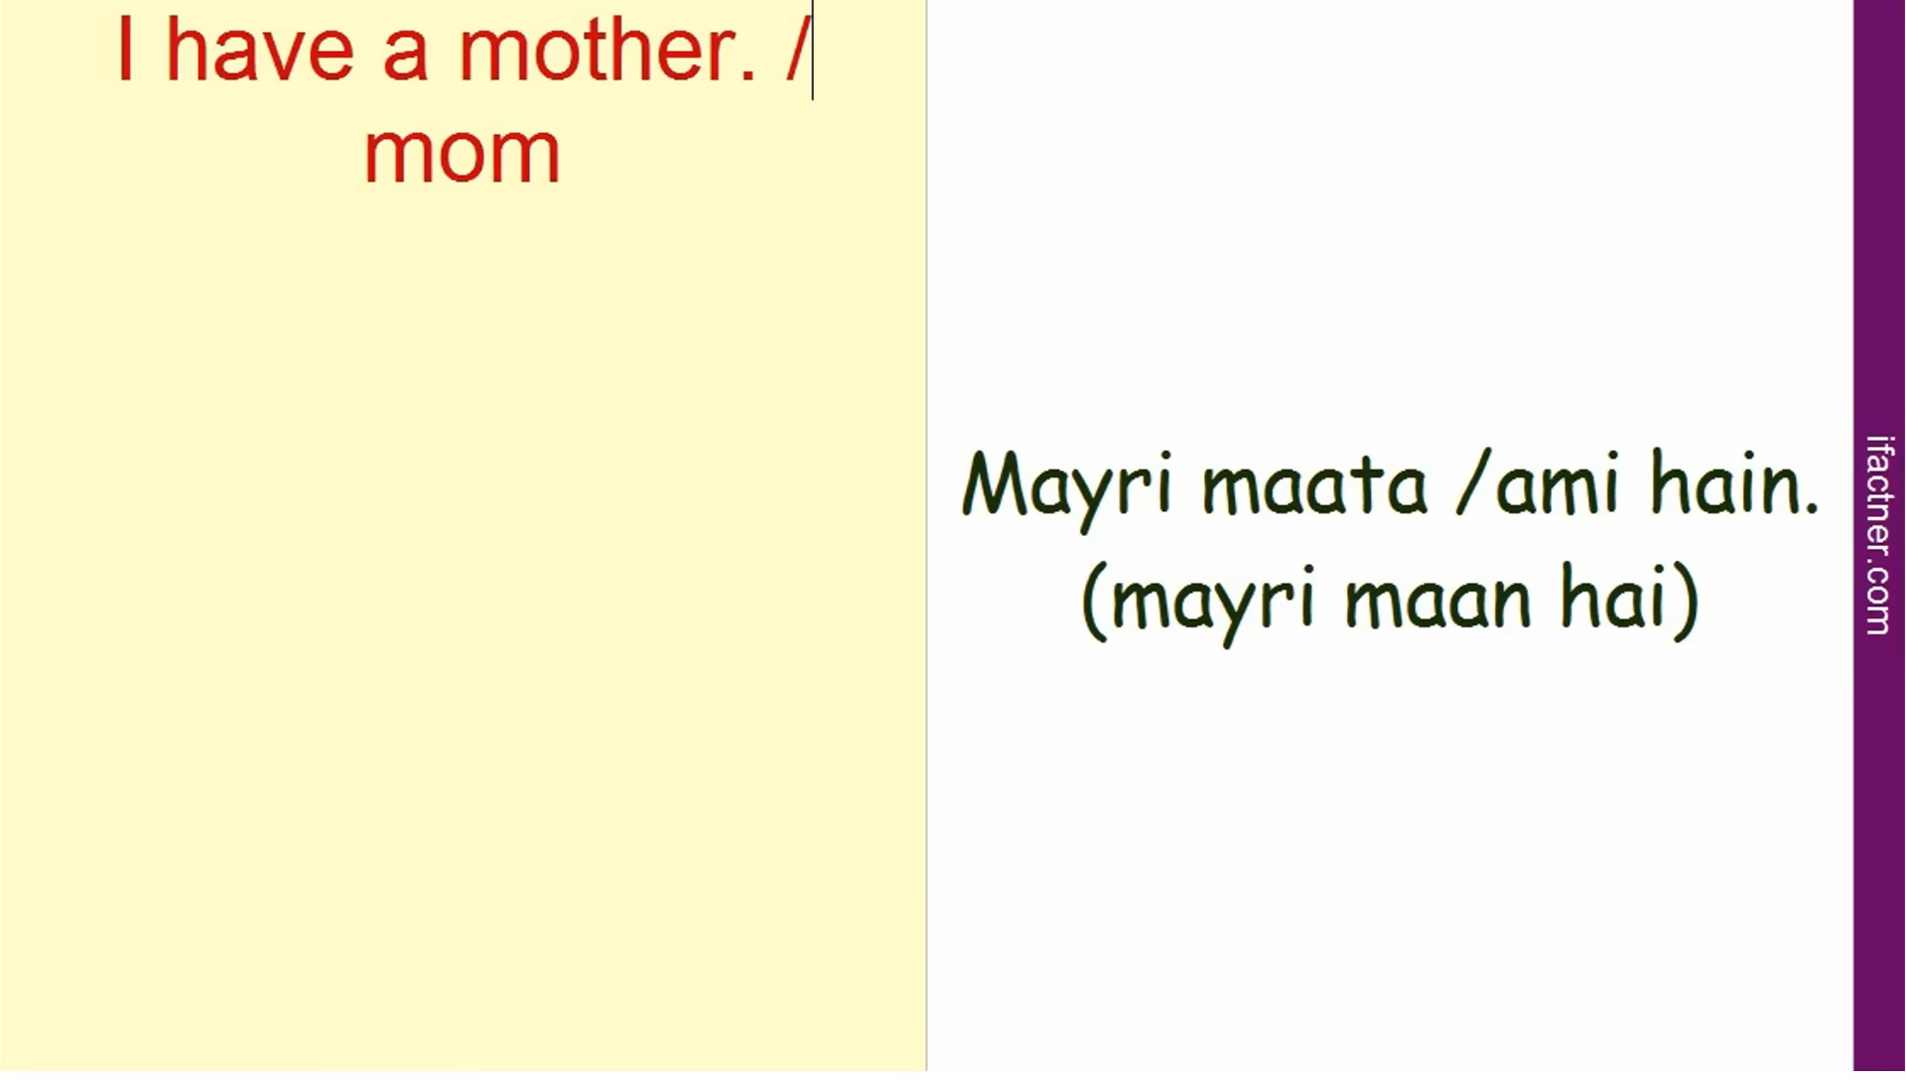 I have a mother. /
mom
Mayri maata /ami hain.
(mayri maan hai)
ifactner.com